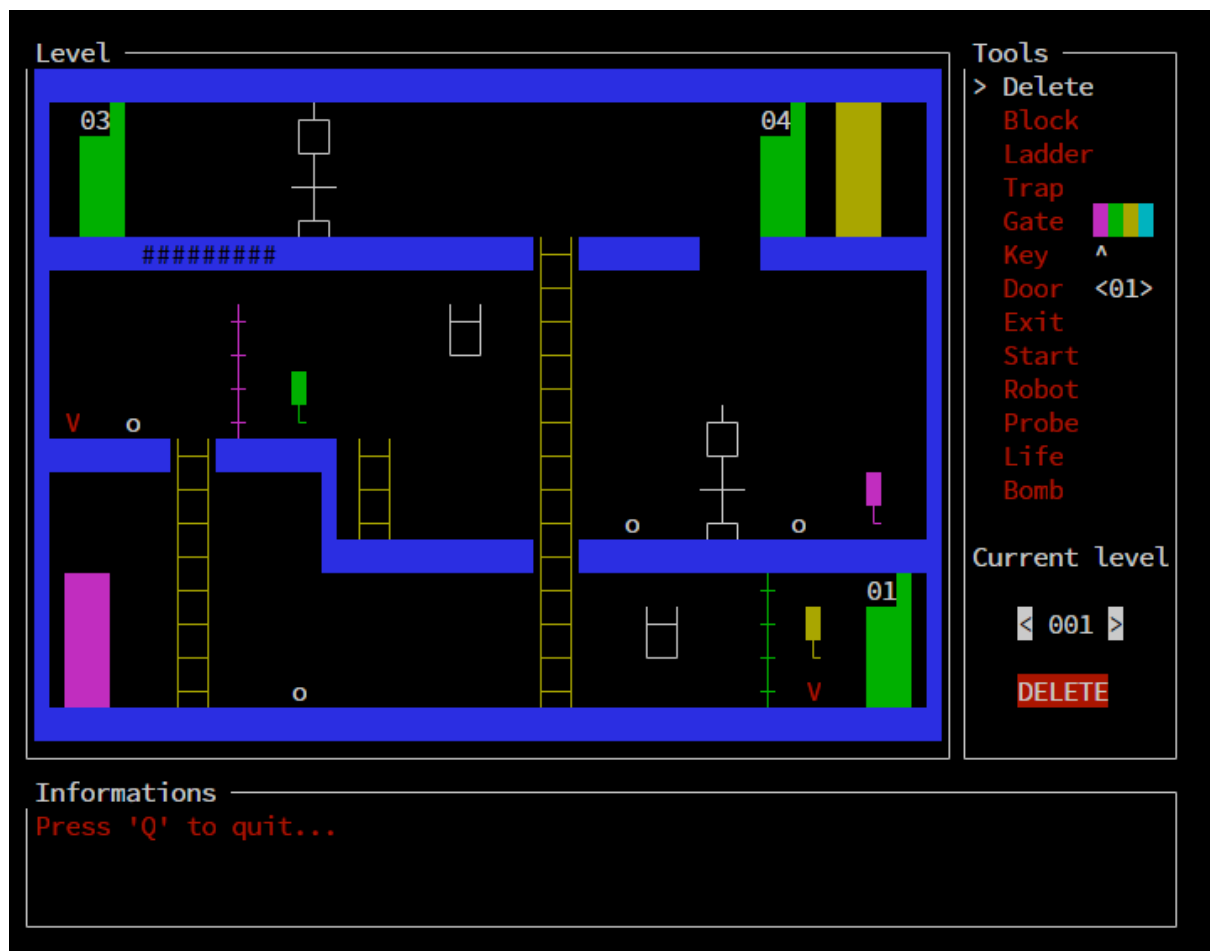 Level
Tools
> Delete
03
04
Block
Ladder
Trap
Gate
#########
Key ^
Door <01>
Exit
Start
Robot
V o
Probe
Life
Bomb
o o
Current level
01
< 001 >
o
V
DELETE
Informations
Press 'Q' to quit...